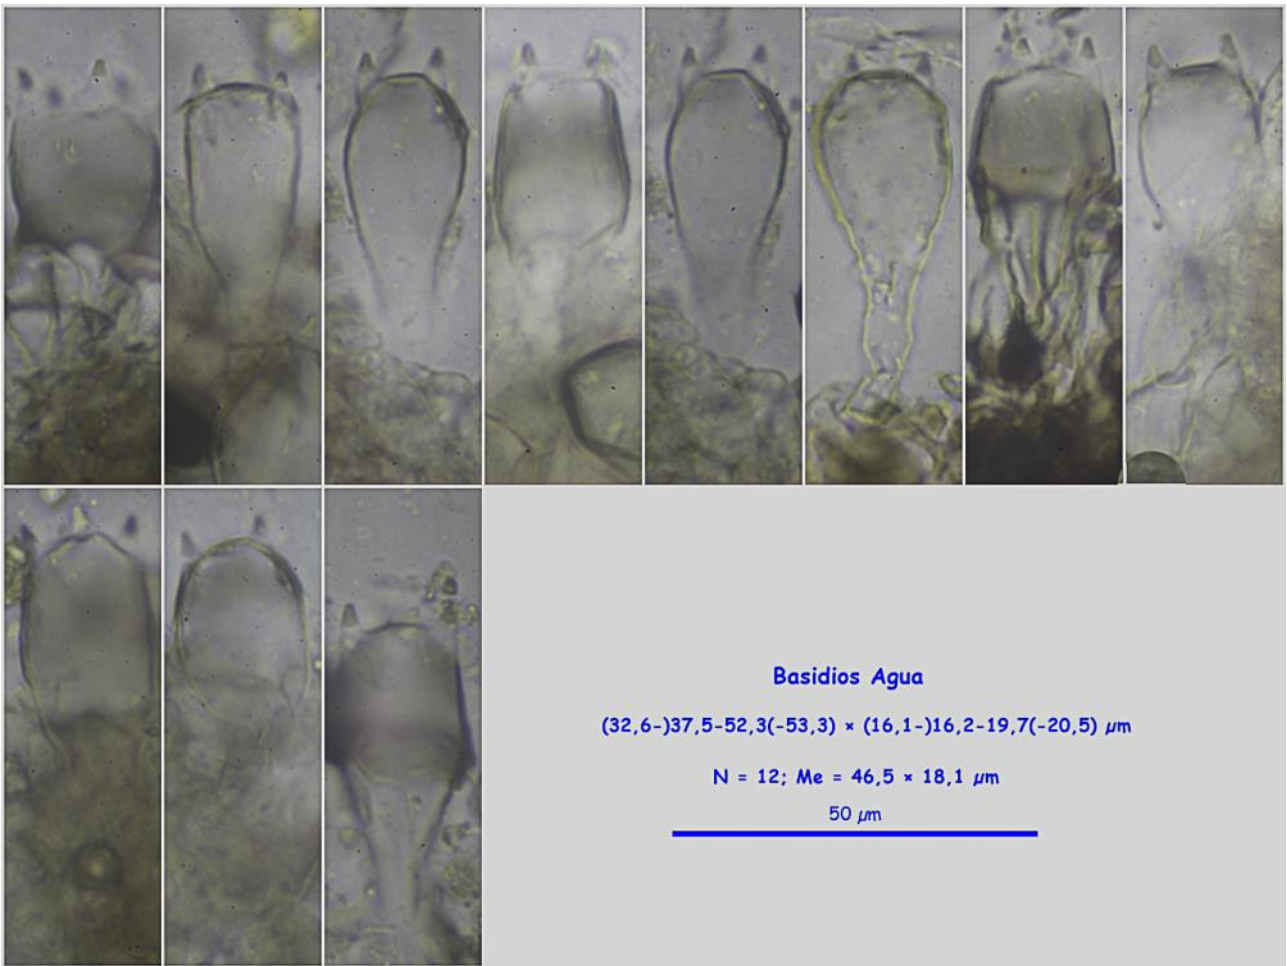 Basidios Agua
(32,6-)37,5-52,3(-53,3) × (16,1-)16,2-19,7(-20,5) µm
N = 12; Me = 46,5 × 18,1 µm
50 µm